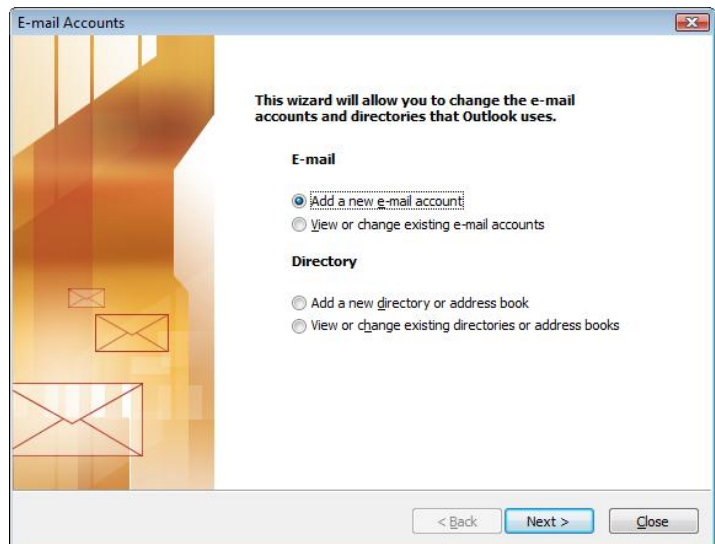 E-mail Accounts
This wizard will allow you to change the e-mail
accounts and directories that Outlook uses.
E-mail
Add a new e-mail account
View or change existing e-mail accounts
Directory
Add a new directory or address book
View or change existing directories or address books
< Back Next > Close